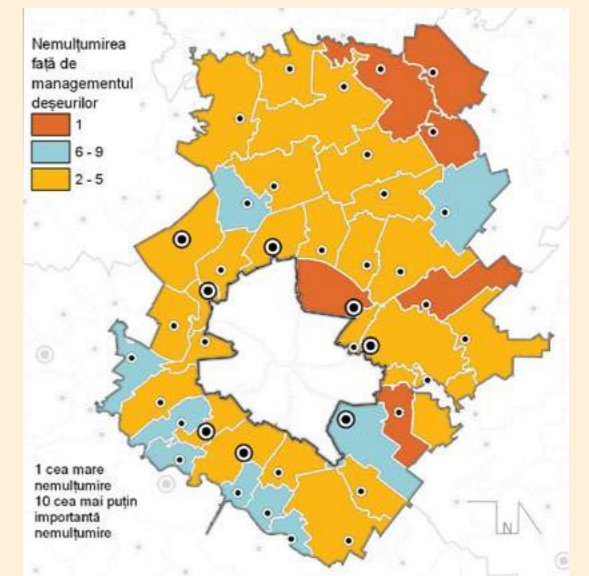 Nemulțumirea
față de
managementul
deșeurilor
1
6 - 9
2 - 5
1 cea mare
nemulțumire
10 cea mai puțin
importantă
nemulțumire
N